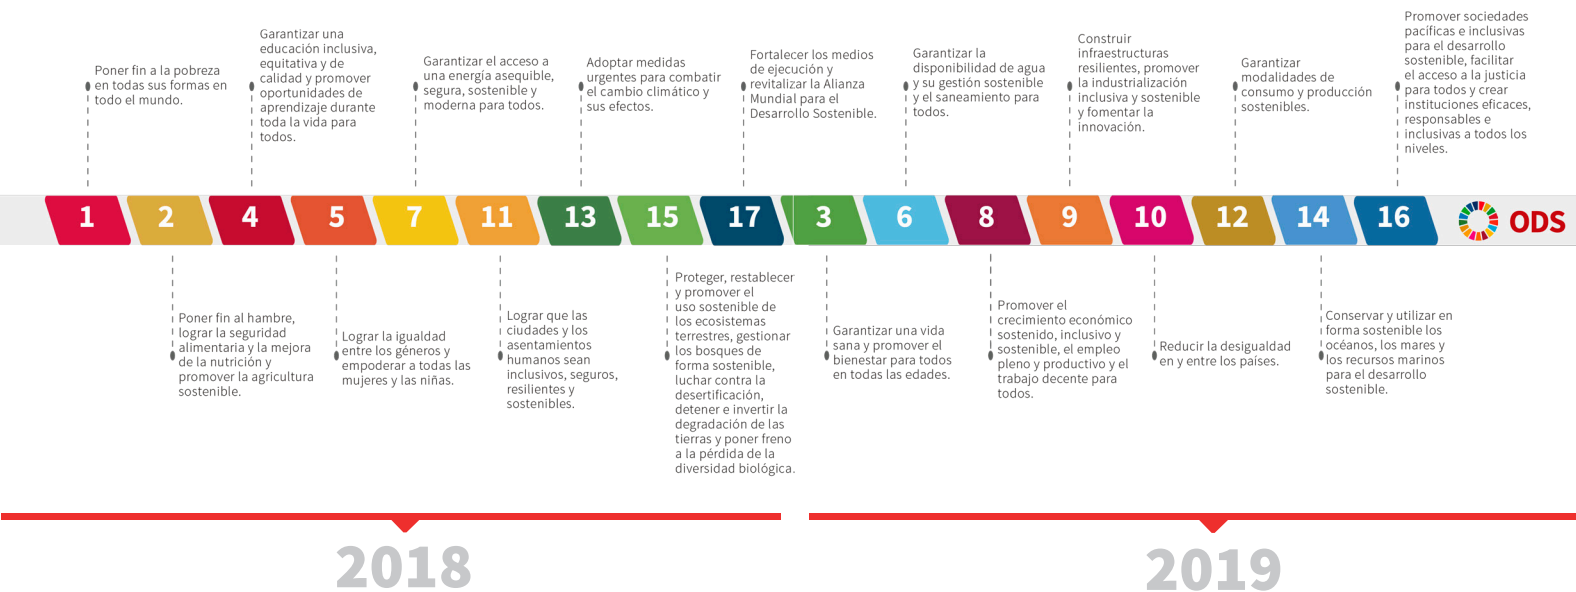 Poner fin a la pobreza
en todas sus formas en
todo el mundo.
Garantizar una
educación inclusiva,
equitativa y de
calidad y promover
oportunidades de
aprendizaje durante
toda la vida para
todos.
Garantizar el acceso a
una energía asequible,
segura, sostenible y
moderna para todos.
Adoptar medidas
urgentes para combatir
el cambio climático y
sus efectos.
Fortalecer los medios
de ejecución y
revitalizar la Alianza
Mundial para el
Desarrollo Sostenible.
Garantizar la
disponibilidad de agua
y su gestión sostenible
y el saneamiento para
todos.
Construir
infraestructuras
resilientes, promover
la industrialización
inclusiva y sostenible
y fomentar la
innovación.
Garantizar
modalidades de
consumo y producción
sostenibles.
Promover sociedades
pacíficas e inclusivas
para el desarrollo
sostenible, facilitar
el acceso a la justicia
para todos y crear
instituciones eficaces,
responsables e
inclusivas a todos los
niveles.
1 2 4 5 7 11 13 15 17 3 6 8 9 10 12 14 16 ODS
Poner fin al hambre,
lograr la seguridad
alimentaria y la mejora
de la nutrición y
promover la agricultura
sostenible.
Lograr la igualdad
entre los géneros y
empoderar a todas las
mujeres y las niñas.
Lograr que las
ciudades y los
asentamientos
humanos sean
inclusivos, seguros,
resilientes y
sostenibles.
Proteger, restablecer
y promover el
uso sostenible de
los ecosistemas
terrestres, gestionar
los bosques de
forma sostenible,
luchar contra la
desertificación,
detener e invertir la
degradación de las
tierras y poner freno
a la pérdida de la
diversidad biológica.
Garantizar una vida
sana y promover el
bienestar para todos
en todas las edades.
Promover el
crecimiento económico
sostenido, inclusivo y
sostenible, el empleo
pleno y productivo y el
trabajo decente para
todos.
Reducir la desigualdad
en y entre los países.
Conservar y utilizar en
forma sostenible los
océanos, los mares y
los recursos marinos
para el desarrollo
sostenible.
2018
2019